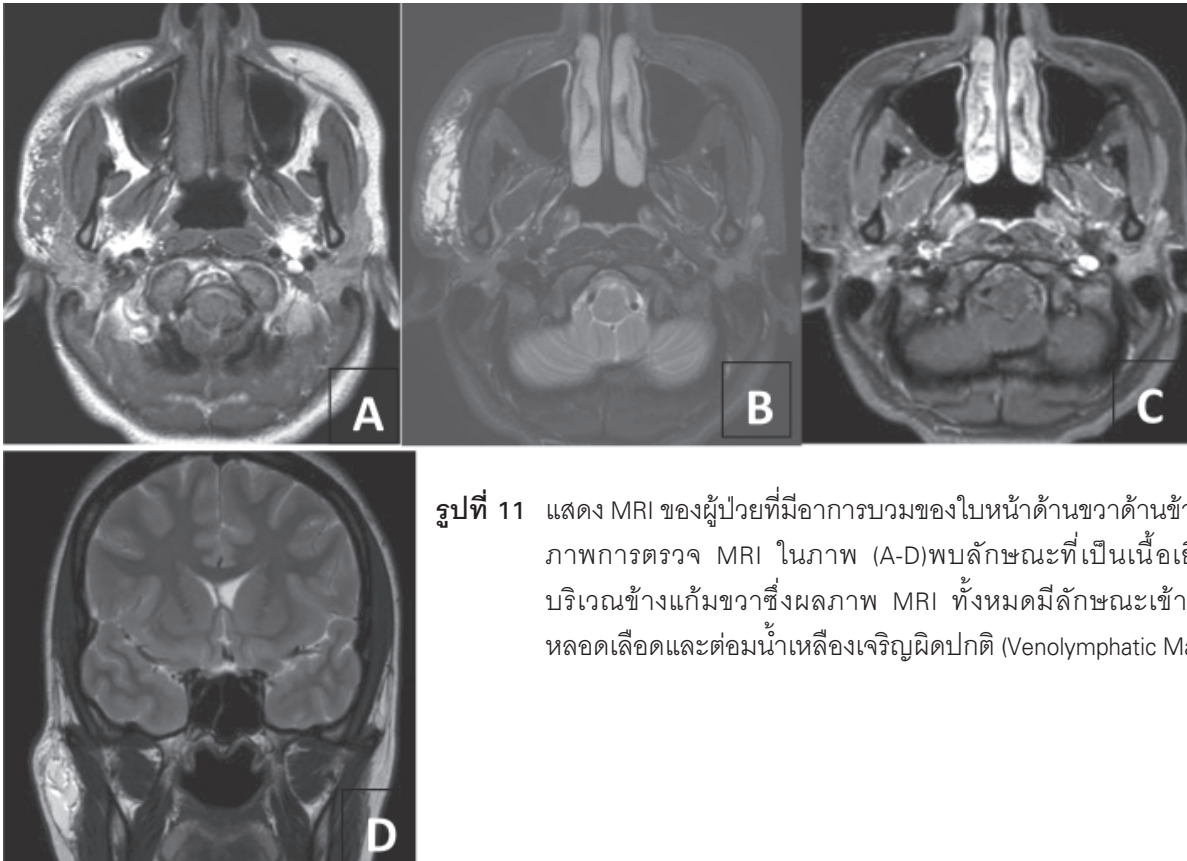 A
B
C
D
รูปที่ 11 แสดง MRI ของผู้ป่วยที่มีอาการบวมของใบหน้าด้านขวาด้านข้า
ภาพการตรวจ MRI ในภาพ (A-D)พบลักษณะที่เป็นเนื้อเยื
บริเวณข้างแก้มขวาซึ่งผลภาพ MRI ทั้งหมดมีลักษณะเข้า
หลอดเลือดและต่อมน้ำเหลืองเจริญผิดปกติ (Venolymphatic Ma